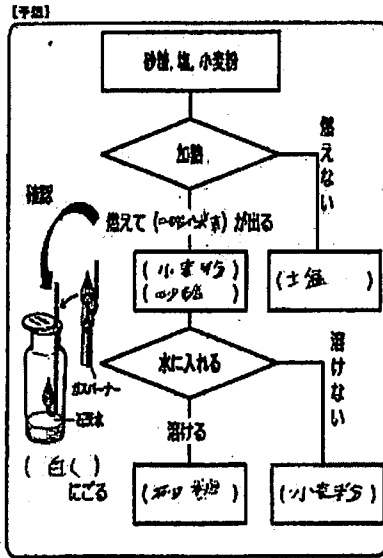 【予想】
砂糖,塩,小麦粉
加熱
燃えない
確認
燃えて(二酸化炭素)が出る
(小麦粉)
(砂糖)
(塩)
水に入れる
ガスバーナー
石灰水
溶けない
溶ける
(白く)
にごる
(砂糖)
(小麦粉)